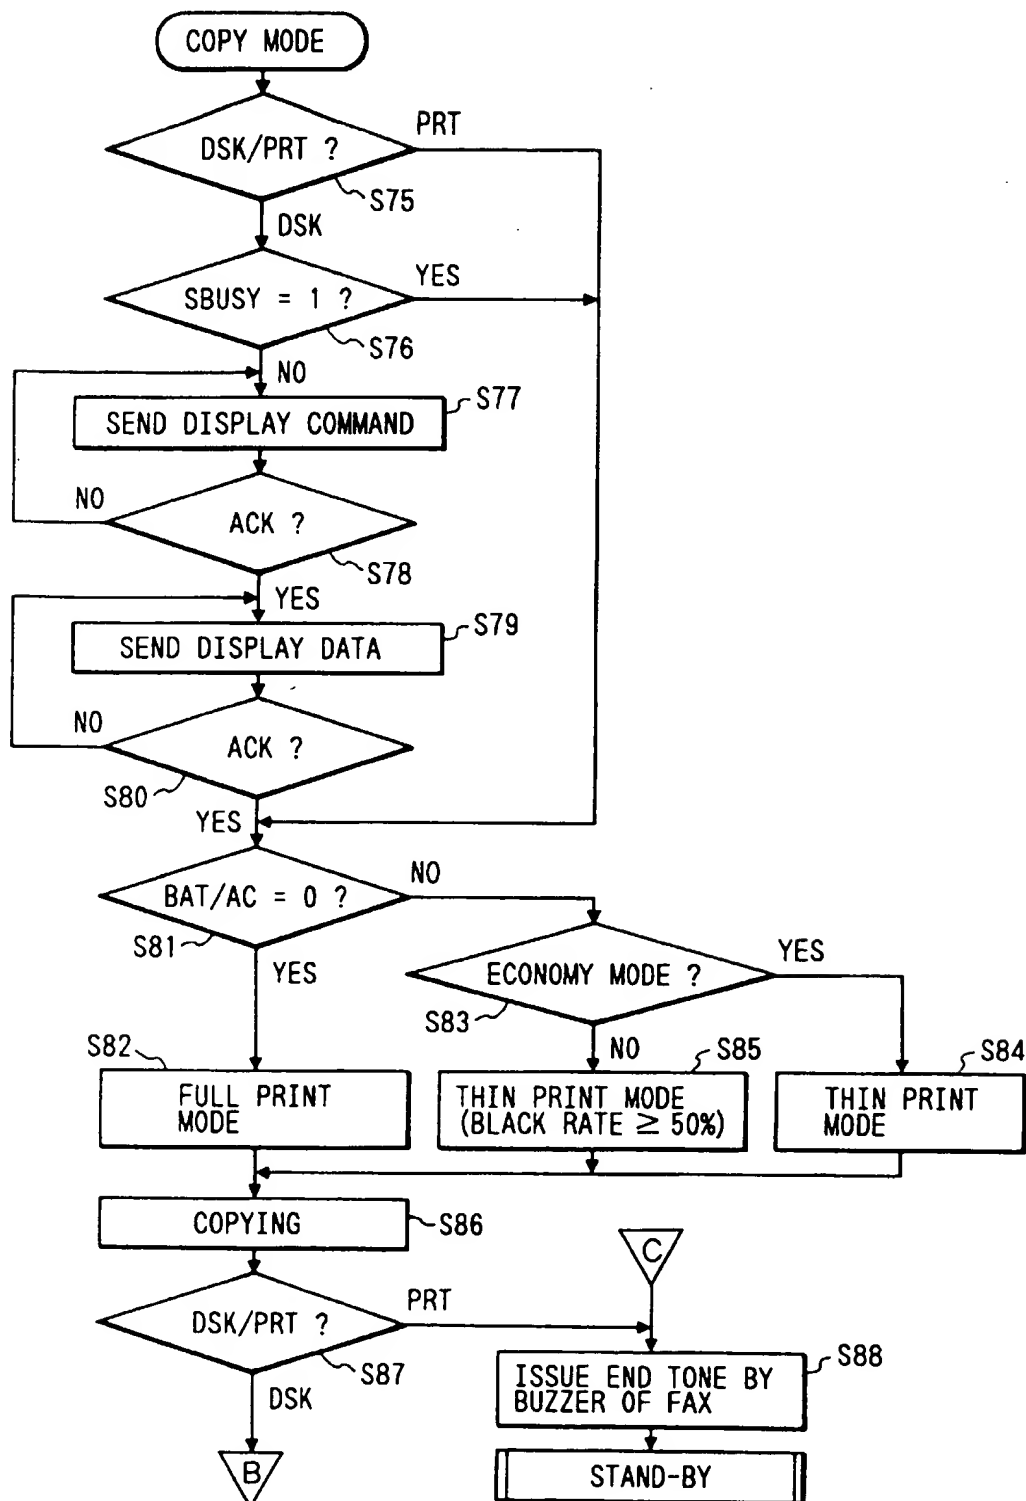 COPY MODE
DSK/PRT ?
PRT
S75
DSK
SBUSY = 1 ?
YES
S76
NO
S77
SEND DISPLAY COMMAND
NO
ACK ?
S78
YES
S79
SEND DISPLAY DATA
NO
ACK ?
S80
YES
BAT/AC = 0 ?
NO
S81
YES
ECONOMY MODE ?
YES
S83
NO
S82
S85
S84
FULL PRINT
MODE
THIN PRINT MODE
(BLACK RATE ≥ 50%)
THIN PRINT
MODE
COPYING
S86
C
DSK/PRT ?
PRT
S87
DSK
S88
ISSUE END TONE BY
BUZZER OF FAX
B
STAND-BY